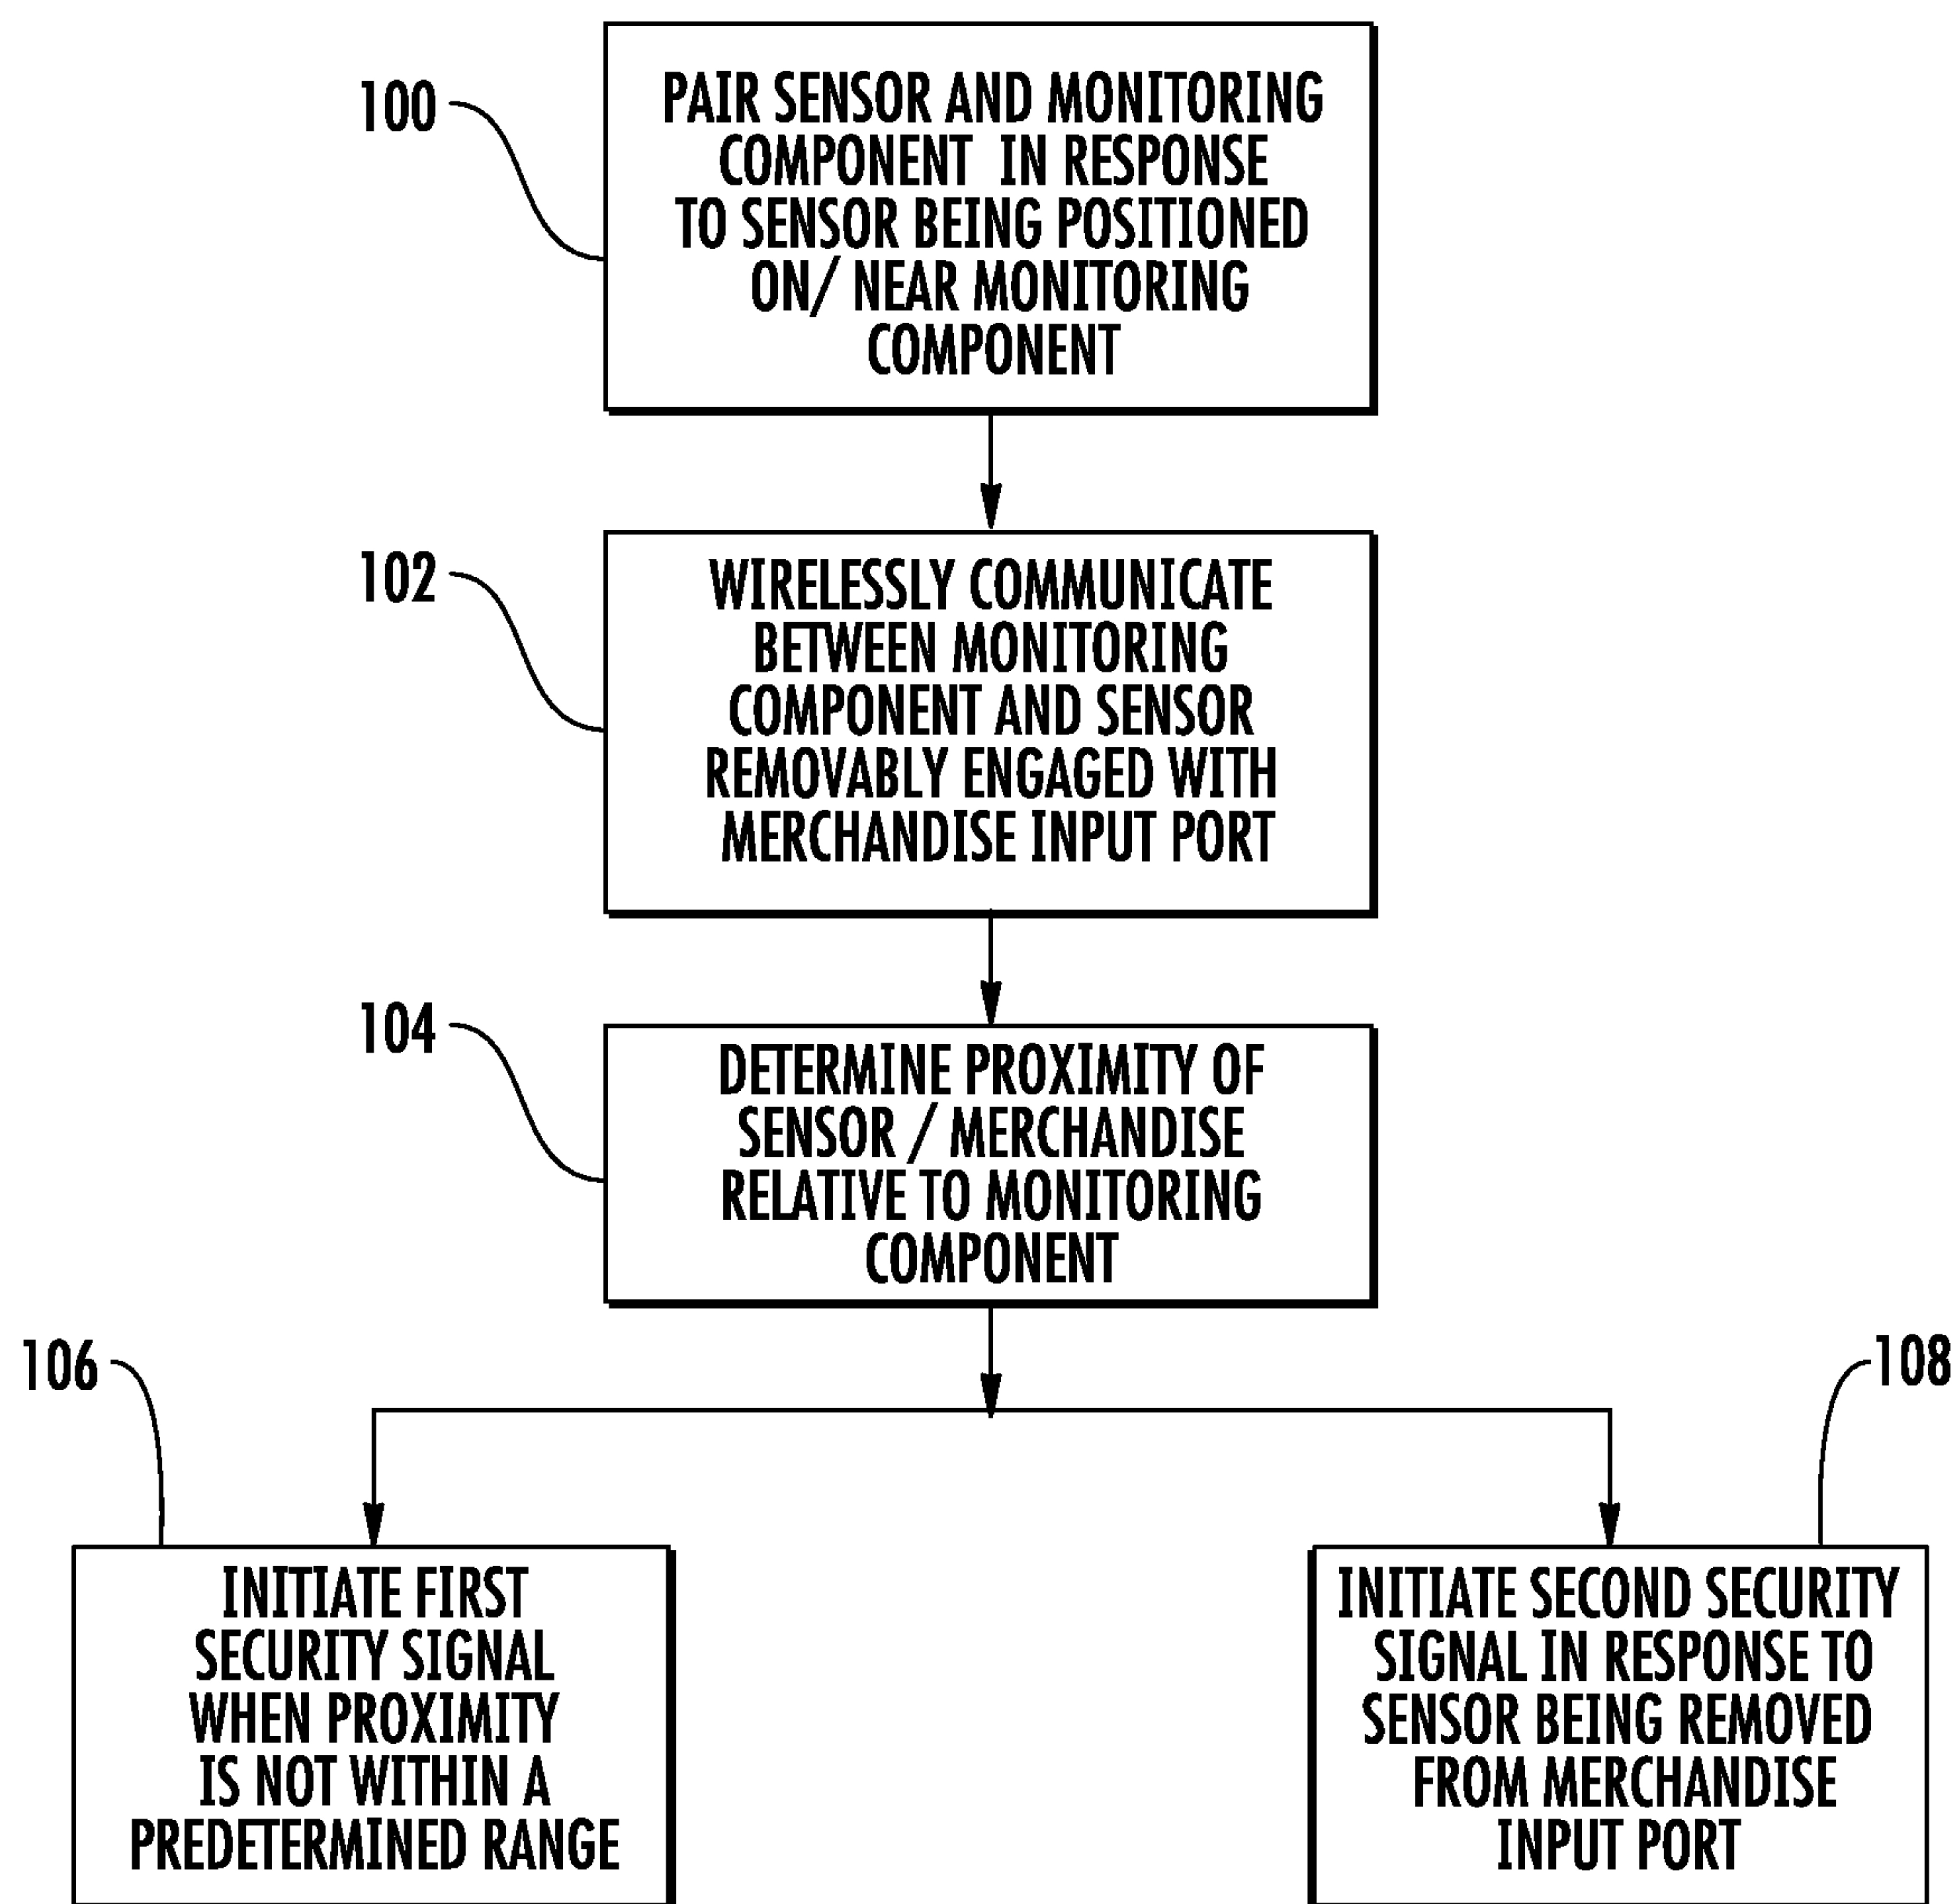 100
PAIR SENSOR AND MONITORING
COMPONENT IN RESPONSE
TO SENSOR BEING POSITIONED
ON/ NEAR MONITORING
COMPONENT
102
WIRELESSLY COMMUNICATE
BETWEEN MONITORING
COMPONENT AND SENSOR
REMOVABLY ENGAGED WITH
MERCHANDISE INPUT PORT
104
DETERMINE PROXIMITY OF
SENSOR / MERCHANDISE
RELATIVE TO MONITORING
COMPONENT
106
INITIATE FIRST
SECURITY SIGNAL
WHEN PROXIMITY
IS NOT WITHIN A
PREDETERMINED RANGE
108
INITIATE SECOND SECURITY
SIGNAL IN RESPONSE TO
SENSOR BEING REMOVED
FROM MERCHANDISE
INPUT PORT